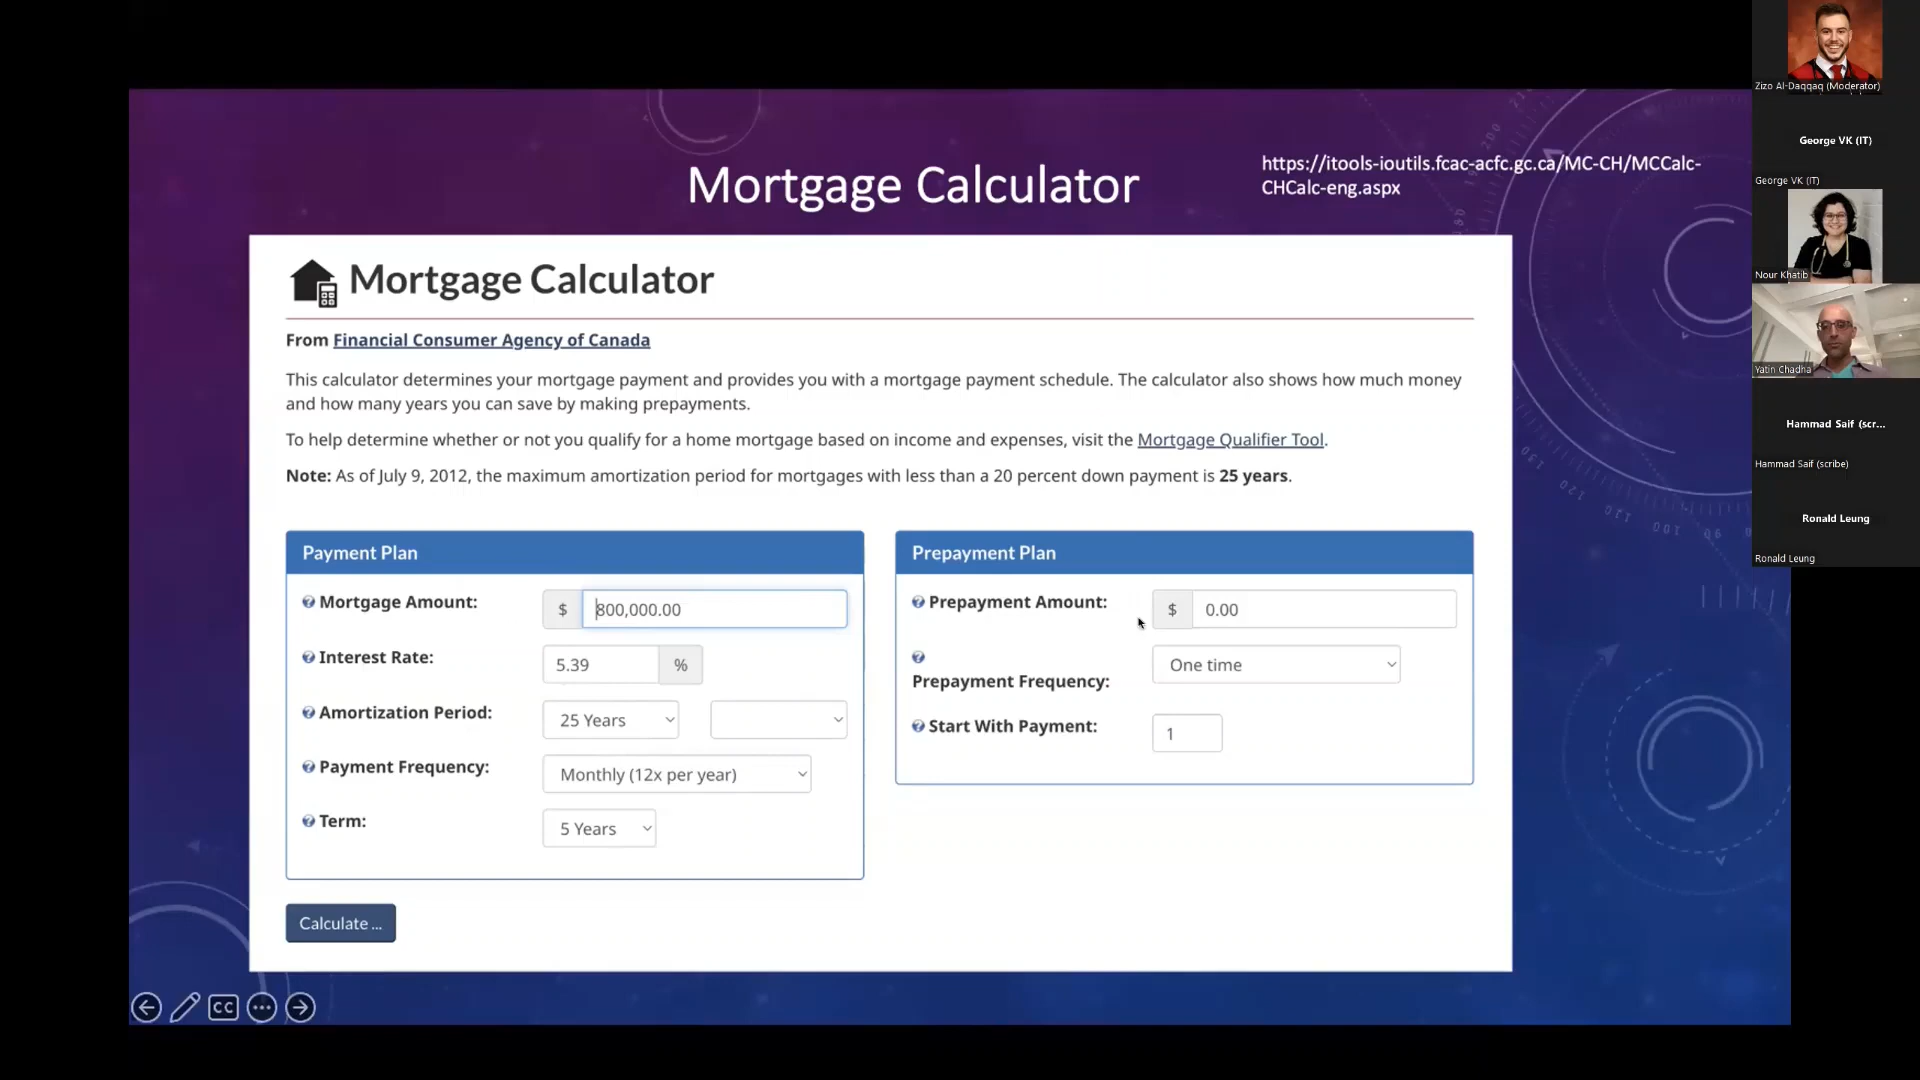 Mortgage Calculator
https://itools-ioutils.fcac-acfc.gc.ca/MC-CH/MCCalc-
CHCalc-eng.aspx
Mortgage Calculator
From Financial Consumer Agency of Canada
This calculator determines your mortgage payment and provides you with a mortgage payment schedule. The calculator also shows how much money
and how many years you can save by making prepayments.
To help determine whether or not you qualify for a home mortgage based on income and expenses, visit the Mortgage Qualifier Tool.
Note: As of July 9, 2012, the maximum amortization period for mortgages with less than a 20 percent down payment is 25 years.
Payment Plan
Mortgage Amount:
$ 800,000.00
Interest Rate:
5.39 %
Amortization Period:
25 Years
Payment Frequency:
Monthly (12x per year)
Term:
5 Years
Calculate ...
Prepayment Plan
Prepayment Amount:
$ 0.00
Prepayment Frequency:
One time
Start With Payment:
1
CC
Zizo Al-Daqqaq (Moderator)
George VK (IT)
George VK (IT)
Nour Khatib
Yatin Chadha
Hammad Saif (scr...
Hammad Saif (scribe)
Ronald Leung
Ronald Leung